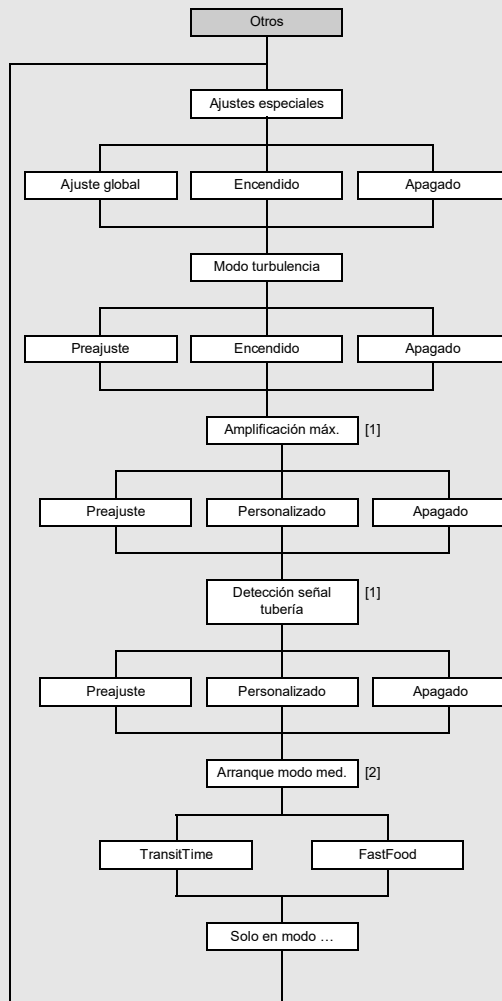 Otros
Ajustes especiales
Ajuste global
Encendido
Apagado
Modo turbulencia
Preajuste
Encendido
Apagado
Amplificación máx.
[1]
Preajuste
Personalizado
Apagado
Detección señal
tubería
[1]
Preajuste
Personalizado
Apagado
Arranque modo med.
[2]
TransitTime
FastFood
Solo en modo …